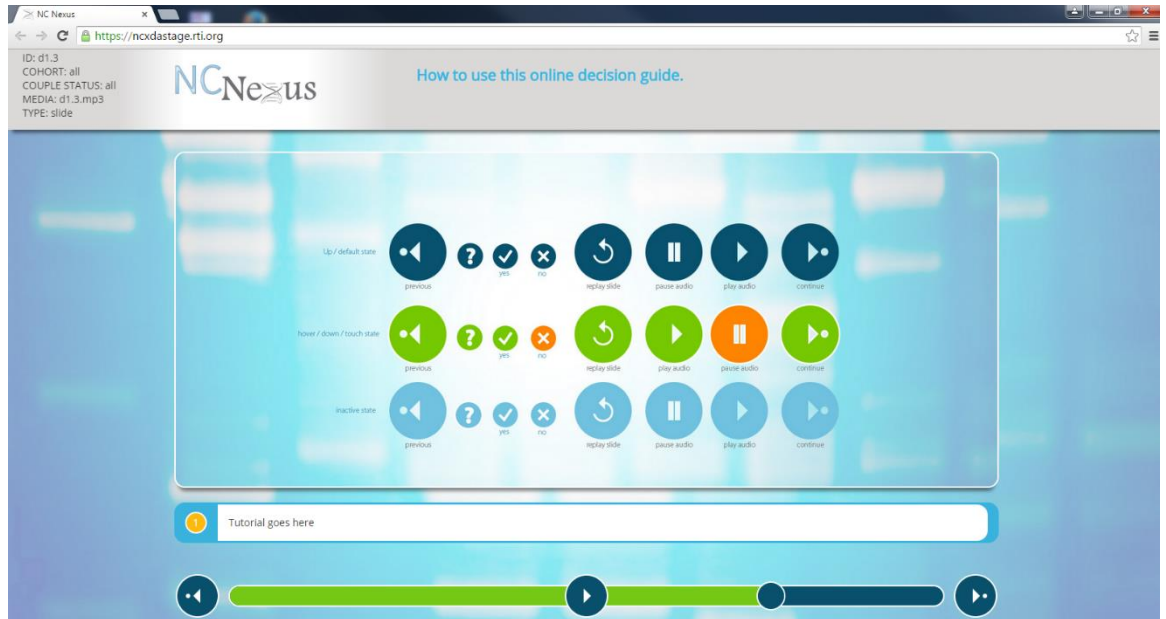 NC Nexus
https://ncxdastage.rti.org
ID: d1.3
COHORT: all
COUPLE STATUS: all
MEDIA: d1.3.mp3
TYPE: slide
NCNexus
How to use this online decision guide.
Up / default state
?
previous yes no replay slide pause audio play audio continue
hover / down / touch state
?
previous yes no replay slide play audio pause audio continue
inactive state
?
previous yes no replay slide pause audio play audio continue
1 Tutorial goes here